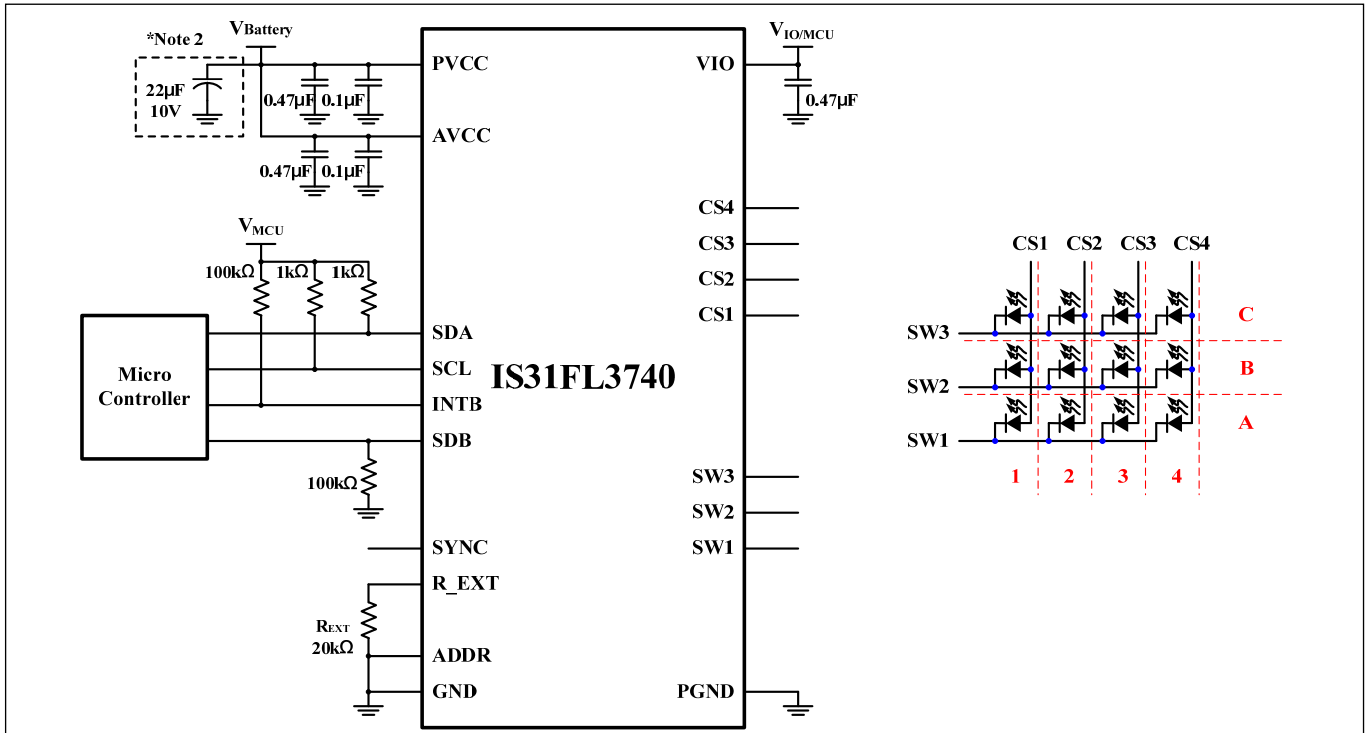 *Note 2
VBattery
22µF
10V
0.47µF
0.1µF
0.47µF
0.1µF
VMCU
100kΩ
1kΩ
1kΩ
Micro
Controller
100kΩ
REXT
20kΩ
PVCC
AVCC
SDA
SCL
INTB
SDB
SYNC
R_EXT
ADDR
GND
IS31FL3740
VIO
CS4
CS3
CS2
CS1
SW3
SW2
SW1
PGND
VIO/MCU
0.47µF
CS1 CS2 CS3 CS4
SW3 C
SW2 B
SW1 A
1 2 3 4